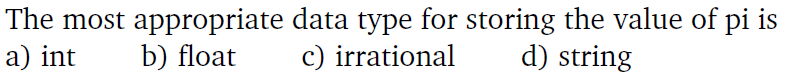 The most appropriate data type for storing the value of pi is
a) int b) float c) irrational d) string